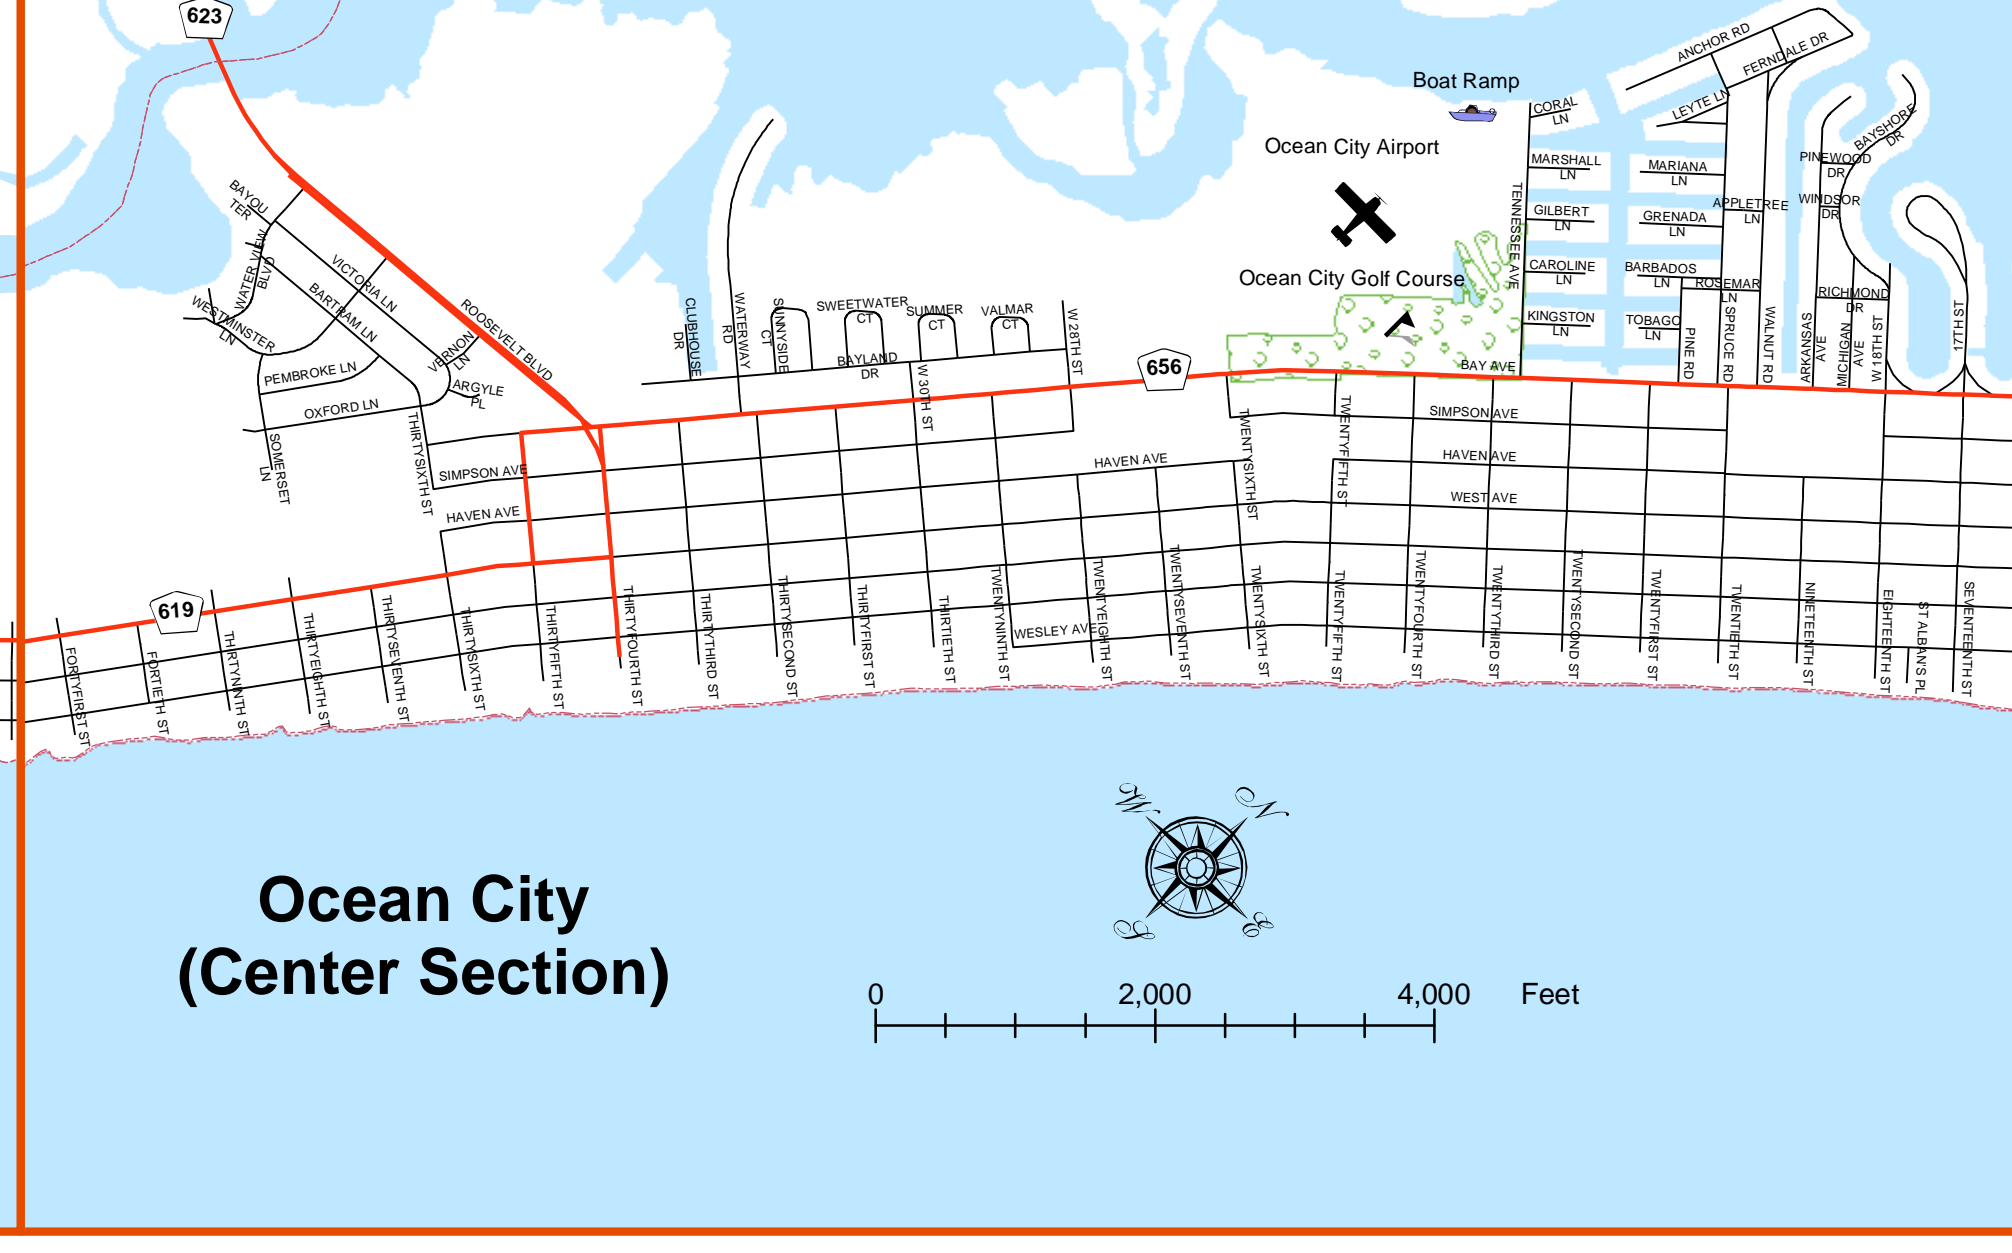 623
ANCHOR RD
FERNDALE DR
Boat Ramp
LEYTE LN
CORAL
LN
BAYSHORE
DR
Ocean City Airport
MARSHALL
LN
MARIANA
LN
PINEWOOD
DR
BAYOU
TER
TENNESSEE AVE
GILBERT
LN
GRENADA
LN
APPLETREE
LN
WINDSOR
DR
WATER VIEW
BLVD
VICTORIA LN
BARTRAM LN
WESTMINSTER
LN
ROOSEVELT BLVD
Ocean City Golf Course
CAROLINE
LN
BARBADOS
LN
ROSEMAR
LN
RICHMOND
DR
KINGSTON
LN
TOBAGO
LN
PINE RD
SPRUCE RD
WALNUT RD
ARKANSAS
AVE
MICHIGAN
AVE
W 18TH ST
17TH ST
CLUBHOUSE
DR
WATERWAY
RD
SUNNYSIDE
CT
SWEETWATER
CT
SUMMER
CT
VALMAR
CT
W 28TH ST
BAYLAND
DR
W 30TH ST
656
BAY AVE
VERNON
LN
PEMBROKE LN
ARGYLE
PL
OXFORD LN
SOMERSET
LN
THIRTYSIXTH ST
SIMPSON AVE
HAVEN AVE
SIMPSON AVE
HAVEN AVE
HAVEN AVE
WEST AVE
TWENTYSIXTH ST
TWENTYFIFTH ST
619
FORTYFIRST ST
FORTIETH ST
THIRTYNINTH ST
THIRTYEIGHTH ST
THIRTYSEVENTH ST
THIRTYSIXTH ST
THIRTYFIFTH ST
THIRTYFOURTH ST
THIRTYTHIRD ST
THIRTYSECOND ST
THIRTYFIRST ST
THIRTIETH ST
TWENTYNINTH ST
WESLEY AVE
TWENTYEIGHTH ST
TWENTYSEVENTH ST
TWENTYSIXTH ST
TWENTYFIFTH ST
TWENTYFOURTH ST
TWENTYTHIRD ST
TWENTYSECOND ST
TWENTYFIRST ST
TWENTIETH ST
NINETEENTH ST
EIGHTEENTH ST
ST ALBANS PL
SEVENTEENTH ST
W
N
S
E
Ocean City
(Center Section)
0 2,000 4,000 Feet